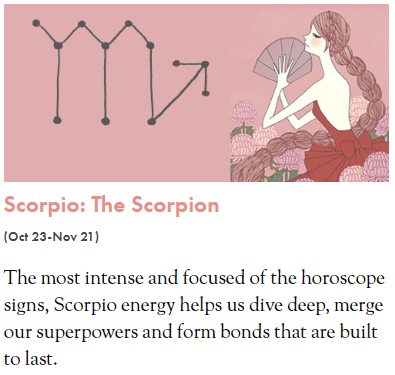 Scorpio: The Scorpion
(Oct 23-Nov 21)
The most intense and focused of the horoscope
signs, Scorpio energy helps us dive deep, merge
our superpowers and form bonds that are built
to last.